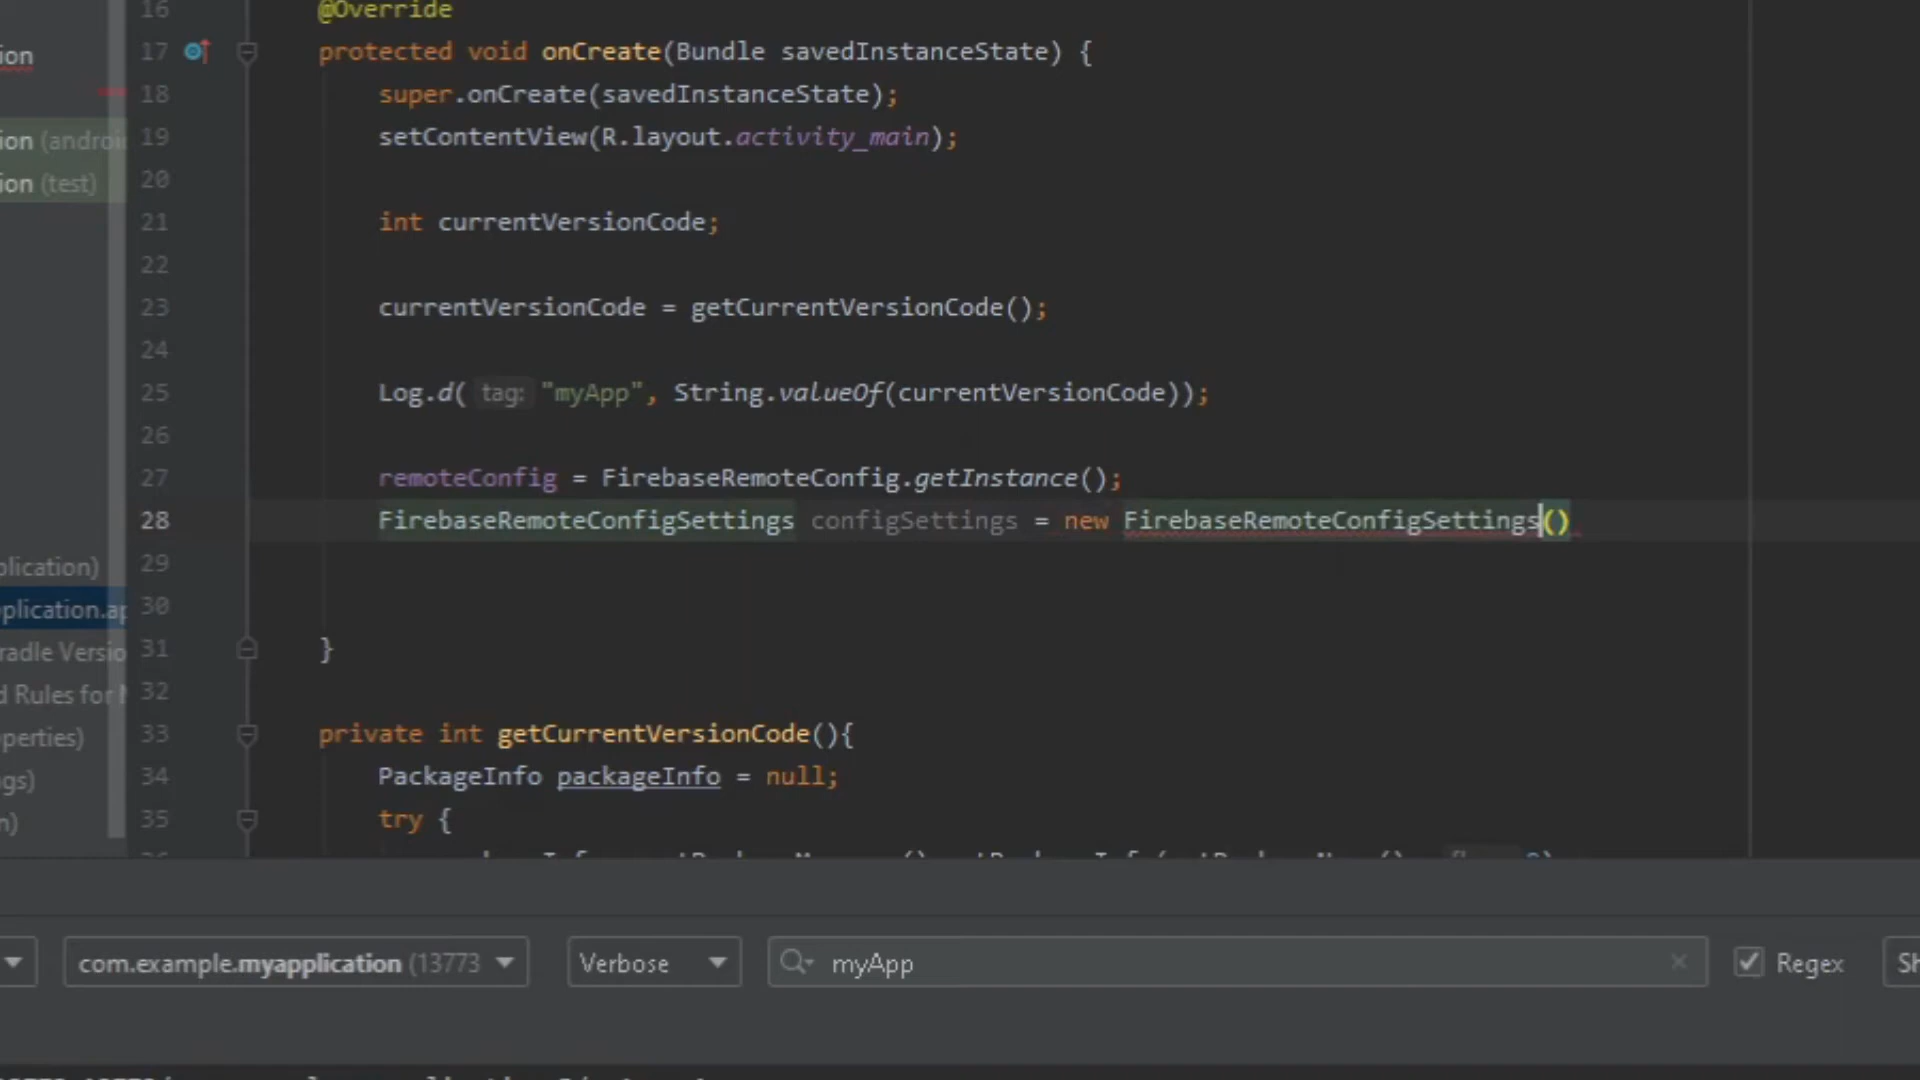 16 @Override
ion
17 protected void onCreate(Bundle savedInstanceState) {
18 super.onCreate(savedInstanceState);
ion (androi
19 setContentView(R.layout.activity_main);
ion (test)
20
21 int currentVersionCode;
22
23 currentVersionCode = getCurrentVersionCode();
24
25 Log.d( tag: "myApp", String.valueOf(currentVersionCode));
26
27 remoteConfig = FirebaseRemoteConfig.getInstance();
28 FirebaseRemoteConfigSettings configSettings = new FirebaseRemoteConfigSettings()
plication)
29
plication.ap
30
radle Versio
31 }
d Rules for
32
perties)
33 private int getCurrentVersionCode(){
gs)
34 PackageInfo packageInfo = null;
n)
35 try {
com.example.myapplication (13773
Verbose
myApp
Regex
Sh